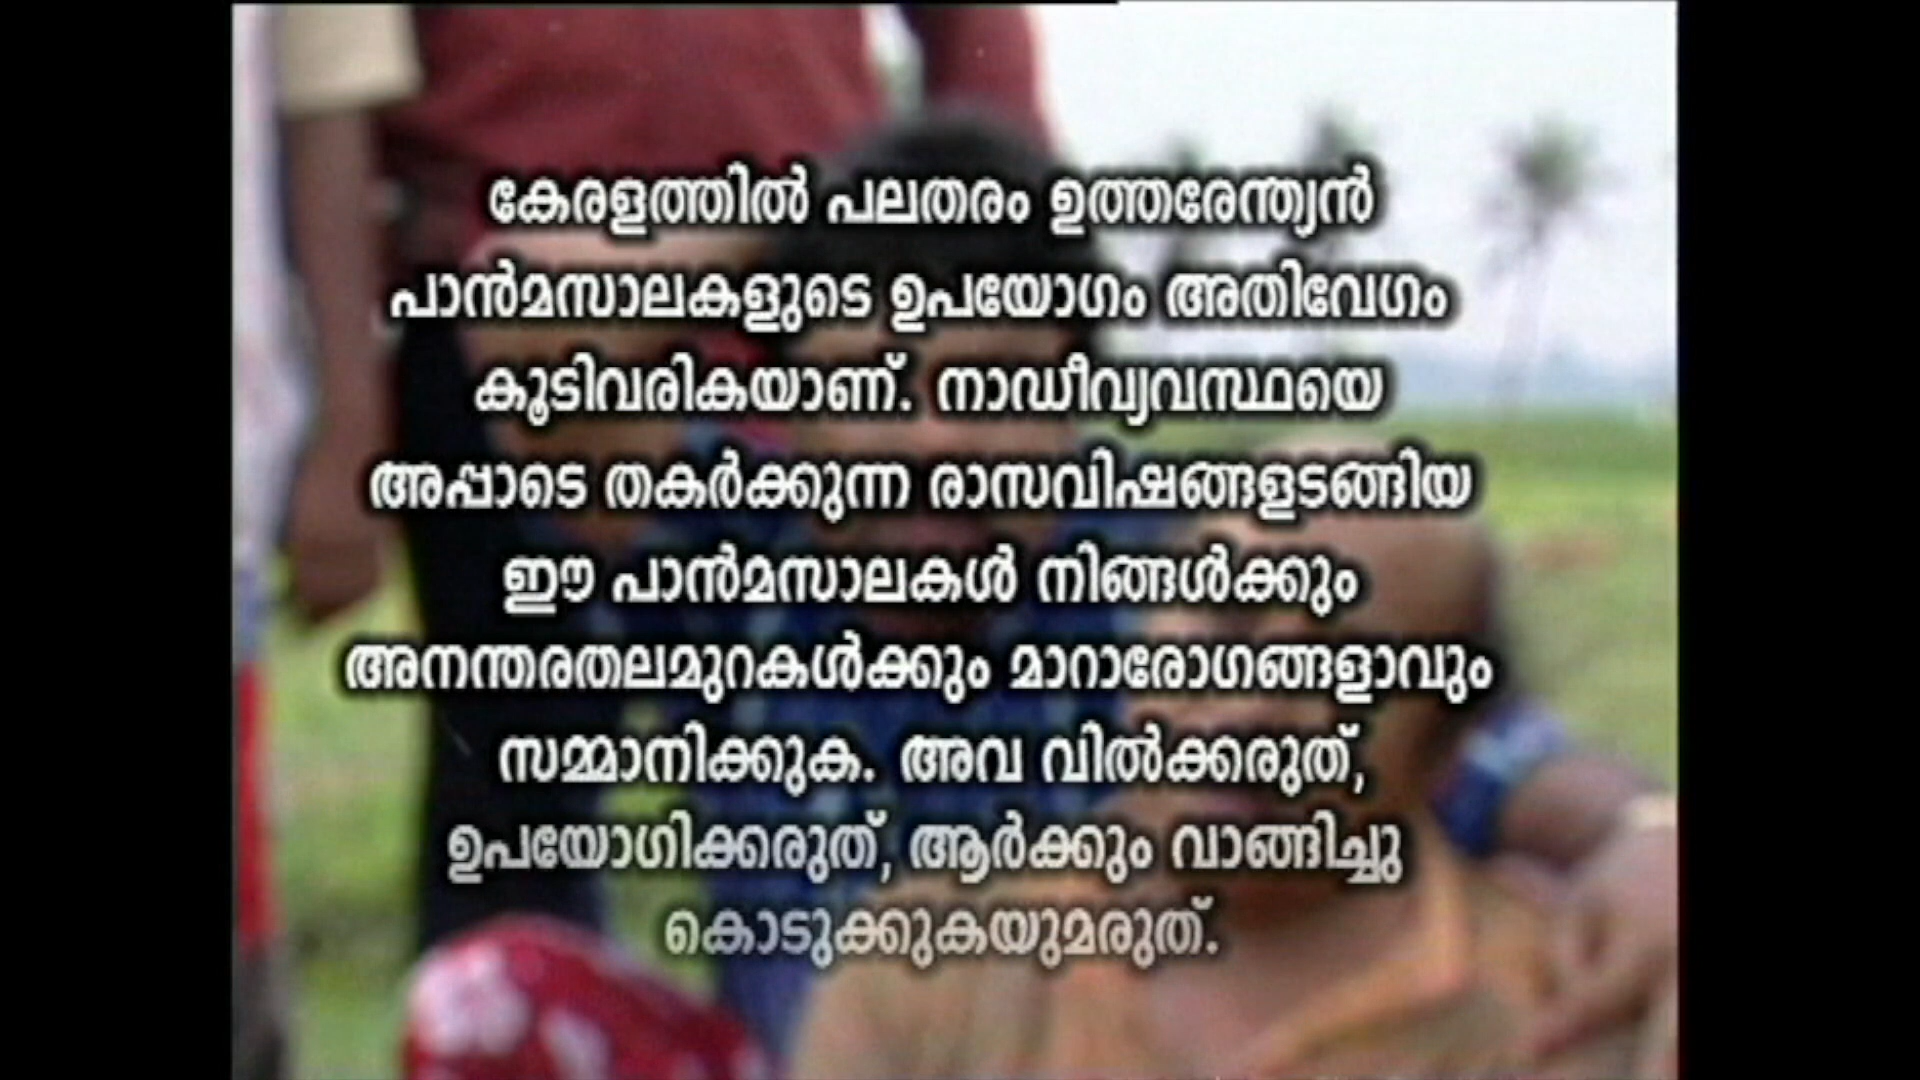 കേരളത്തിൽ പലതരം ഉത്തരേന്ത്യൻ
പാൻമസാലകളുടെ ഉപയോഗം അതിവേഗം
കൂടിവരികയാണ്. നാഡീവ്യവസ്ഥയെ
അപ്പാടെ തകർക്കുന്ന രാസവിഷങ്ങളടങ്ങിയ
ഈ പാൻമസാലകൾ നിങ്ങൾക്കും
അനന്തരതലമുറകൾക്കും മാറാരോഗങ്ങളാവും
സമ്മാനിക്കുക. അവ വിൽക്കരുത്,
ഉപയോഗിക്കരുത്, ആർക്കും വാങ്ങിച്ചു
കൊടുക്കുകയുമരുത്.